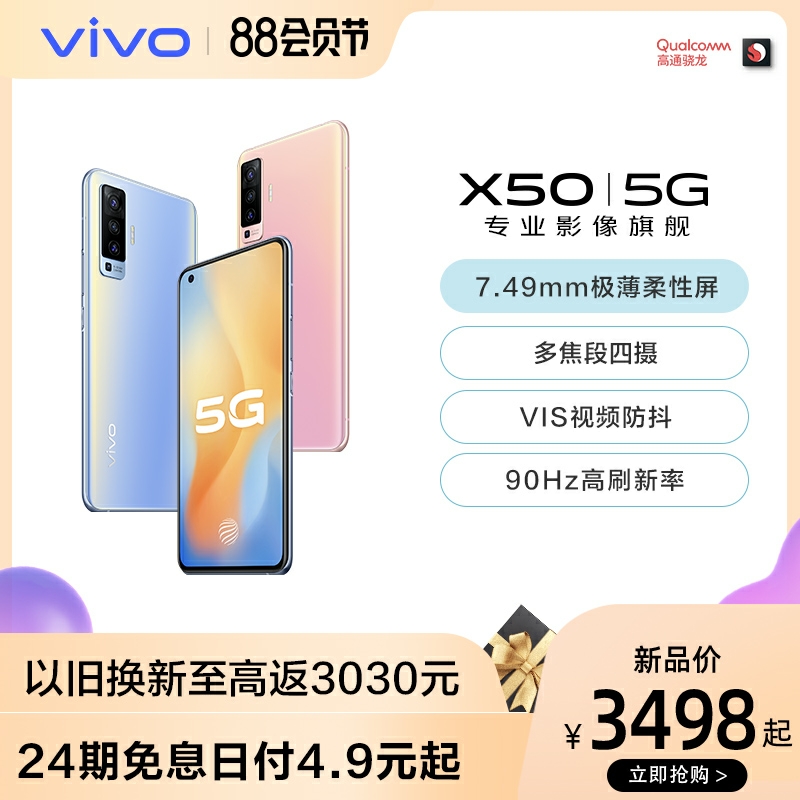 vivo
88会员节
Qualcomm
高通骁龙
X50 | 5G
专业影像旗舰
7.49mm极薄柔性屏
多焦段四摄
VIS视频防抖
90Hz高刷新率
vivo
5G
以旧换新至高返3030元
24期免息日付4.9元起
新品价
¥3498起
立即抢购>